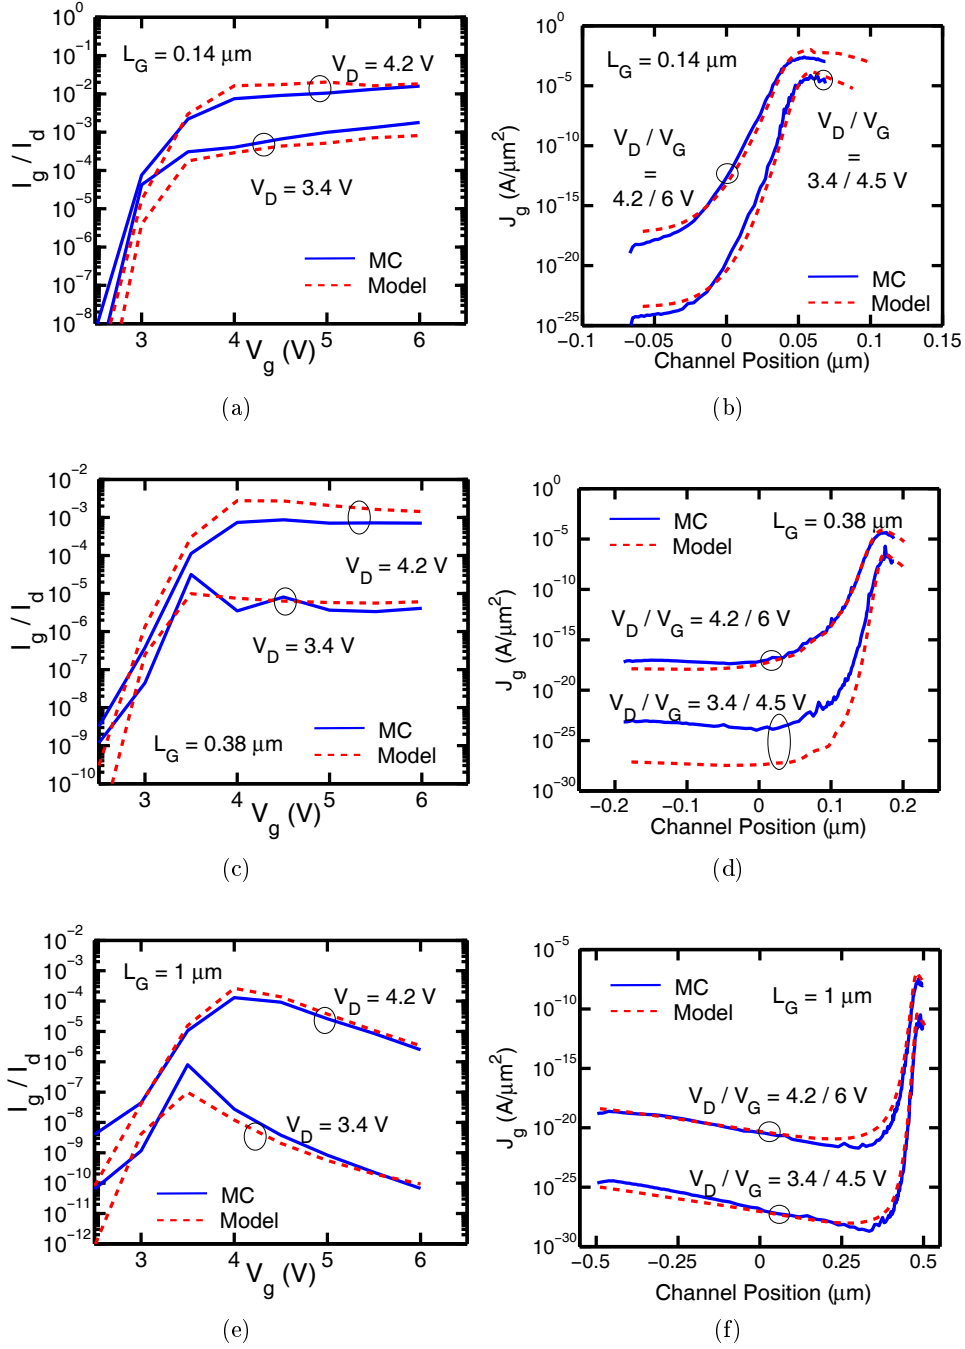 10^0
10^-1
10^-2
10^-3
10^-4
10^-5
10^-6
10^-7
10^-8
I_g / I_d
L_G = 0.14 μm
V_D = 4.2 V
V_D = 3.4 V
MC
Model
3 4 5 6
V_g (V)
(a)
10^0
10^-5
10^-10
10^-15
10^-20
10^-25
J_g (A/μm^2)
L_G = 0.14 μm
V_D / V_G
=
4.2 / 6 V
V_D / V_G
=
3.4 / 4.5 V
MC
Model
−0.1 −0.05 0 0.05 0.1 0.15
Channel Position (μm)
(b)
10^-2
10^-3
10^-4
10^-5
10^-6
10^-7
10^-8
10^-9
10^-10
I_g / I_d
V_D = 4.2 V
V_D = 3.4 V
MC
Model
L_G = 0.38 μm
3 4 5 6
V_g (V)
(c)
10^0
10^-5
10^-10
10^-15
10^-20
10^-25
10^-30
J_g (A/μm^2)
MC
Model
L_G = 0.38 μm
V_D / V_G = 4.2 / 6 V
V_D / V_G = 3.4 / 4.5 V
−0.2 −0.1 0 0.1 0.2
Channel Position (μm)
(d)
10^-2
10^-3
10^-4
10^-5
10^-6
10^-7
10^-8
10^-9
10^-10
10^-11
10^-12
I_g / I_d
L_G = 1 μm
V_D = 4.2 V
V_D = 3.4 V
MC
Model
3 4 5 6
V_g (V)
(e)
10^-5
10^-10
10^-15
10^-20
10^-25
10^-30
J_g (A/μm^2)
MC
Model
L_G = 1 μm
V_D / V_G = 4.2 / 6 V
V_D / V_G = 3.4 / 4.5 V
−0.5 −0.25 0 0.25 0.5
Channel Position (μm)
(f)